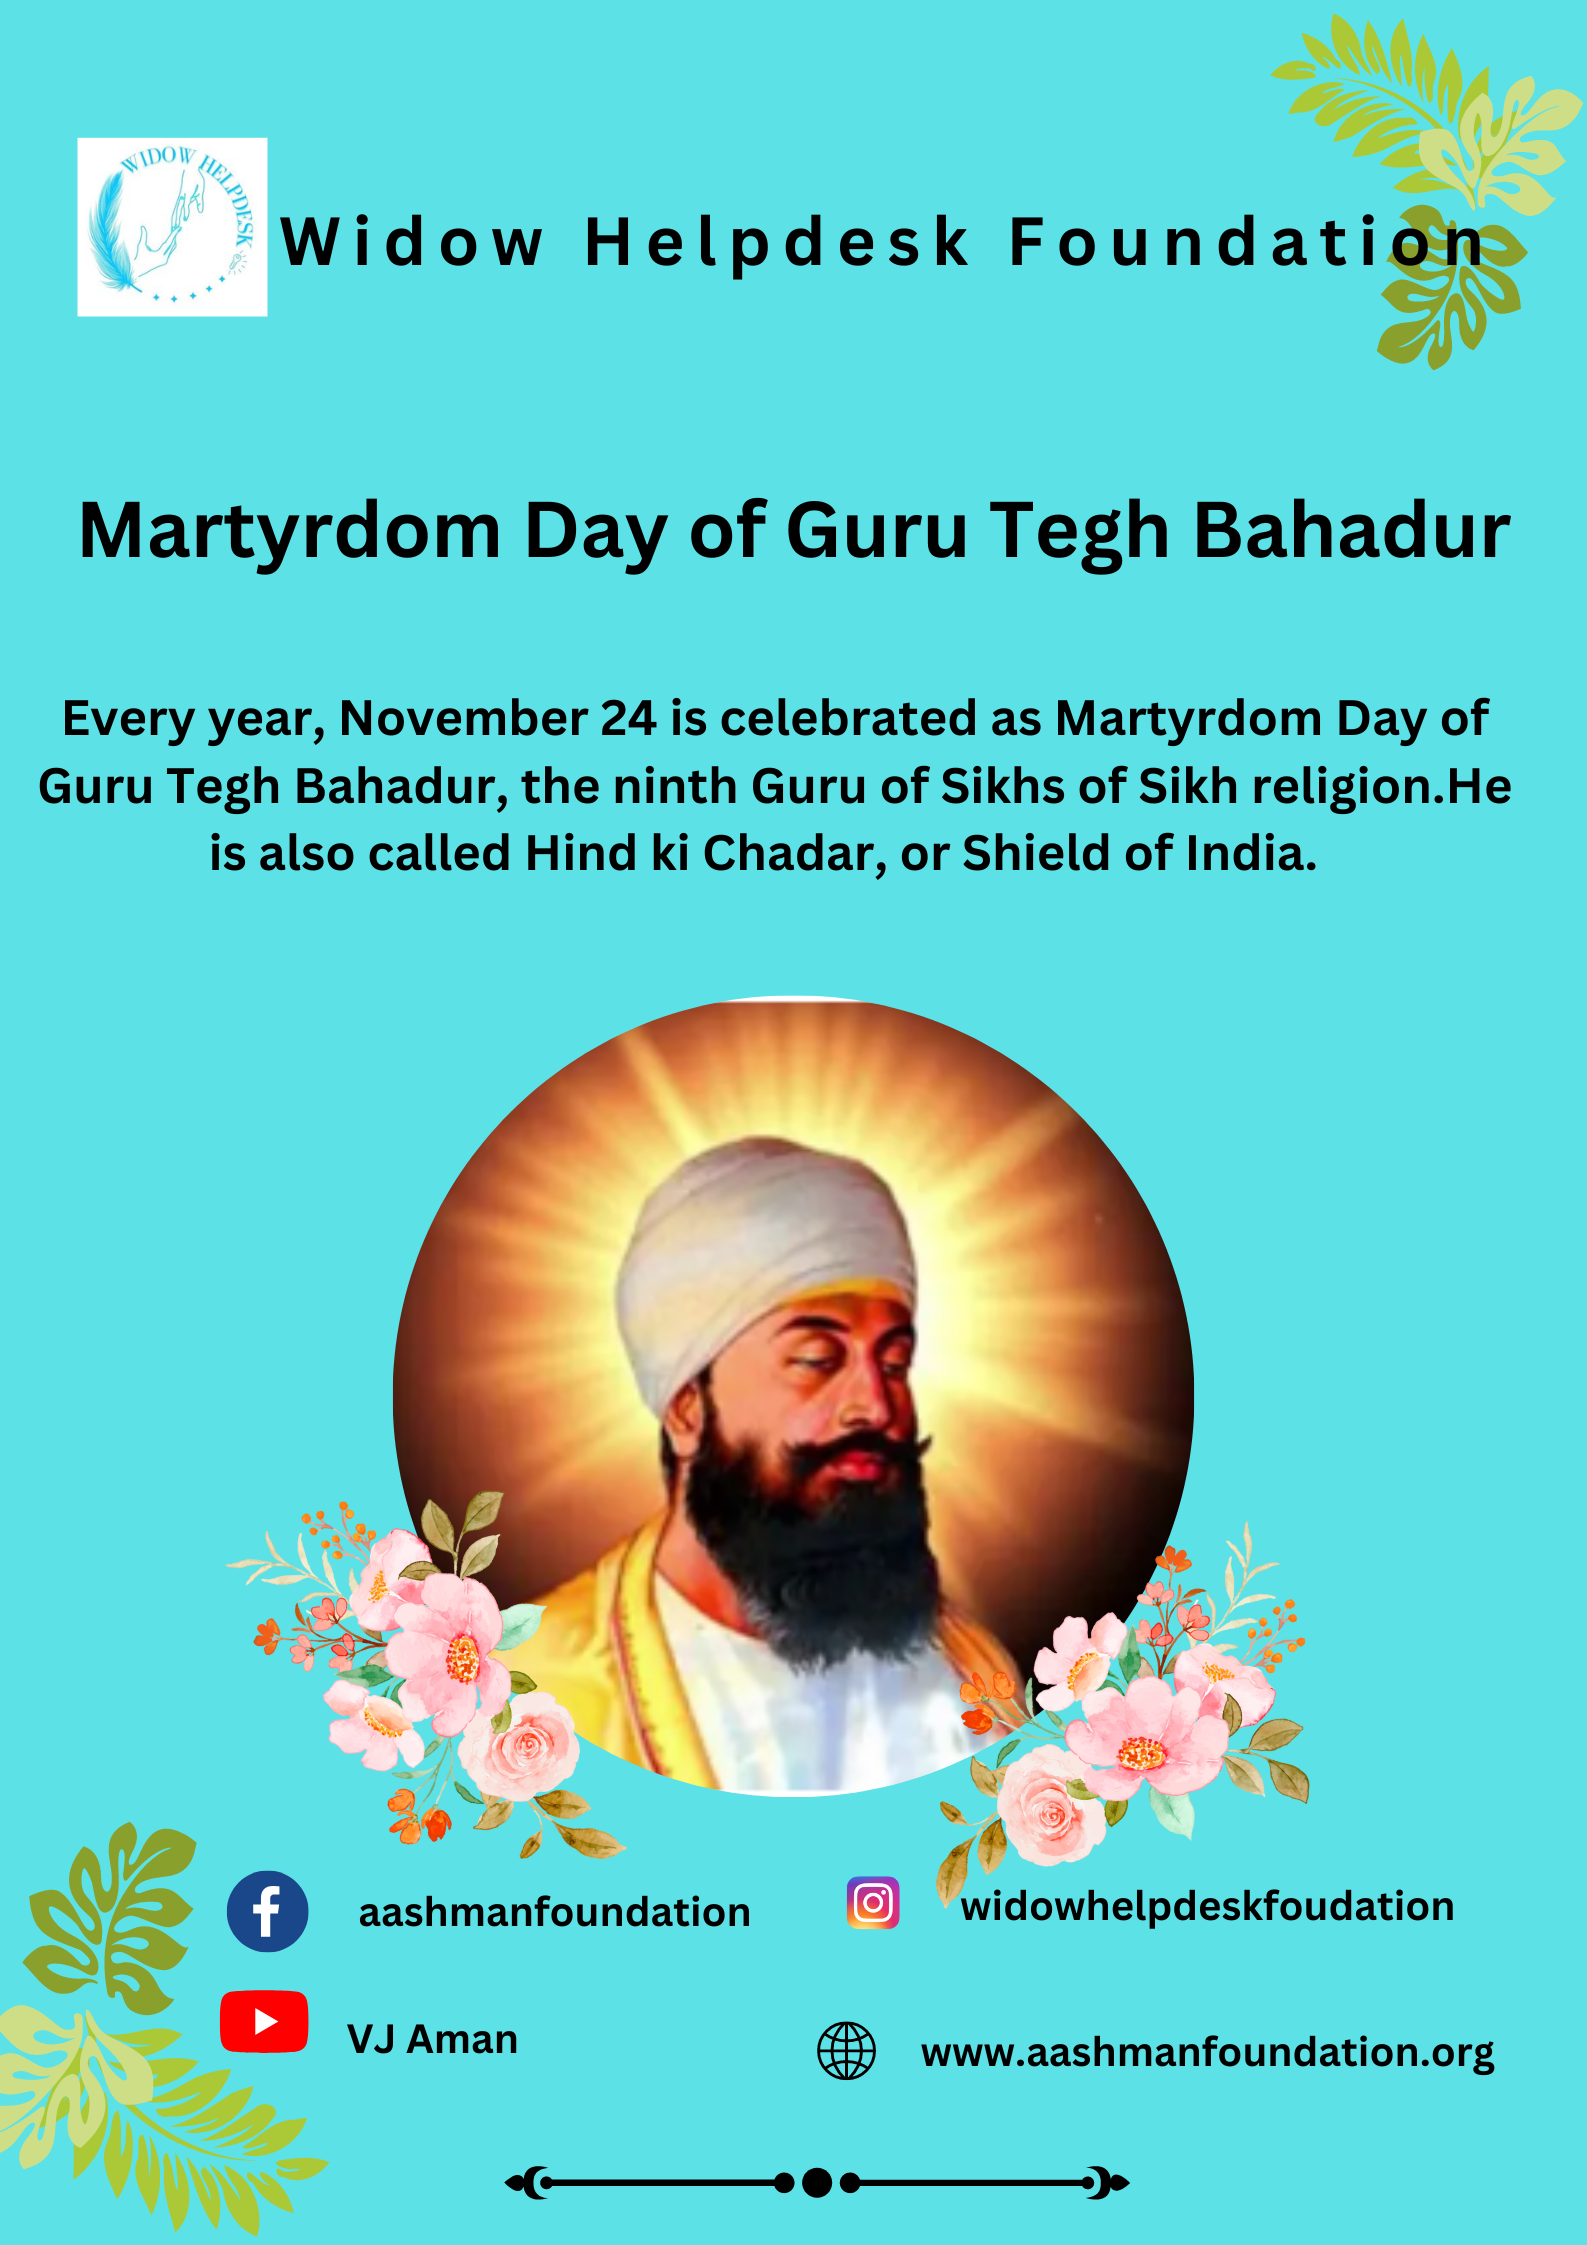 WIDOW HELPDESK
Widow Helpdesk Foundation
Martyrdom Day of Guru Tegh Bahadur
Every year, November 24 is celebrated as Martyrdom Day of
Guru Tegh Bahadur, the ninth Guru of Sikhs of Sikh religion.He
is also called Hind ki Chadar, or Shield of India.
aashmanfoundation
widowhelpdeskfoudation
VJ Aman
www.aashmanfoundation.org